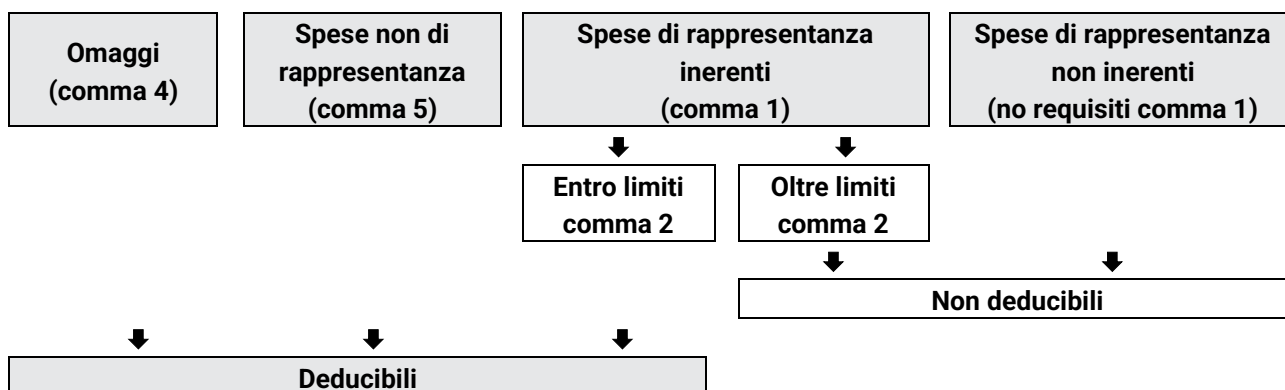 Omaggi
(comma 4)
Spese non di
rappresentanza
(comma 5)
Spese di rappresentanza
inerenti
(comma 1)
Spese di rappresentanza
non inerenti
(no requisiti comma 1)
Entro limiti
comma 2
Oltre limiti
comma 2
Non deducibili
Deducibili